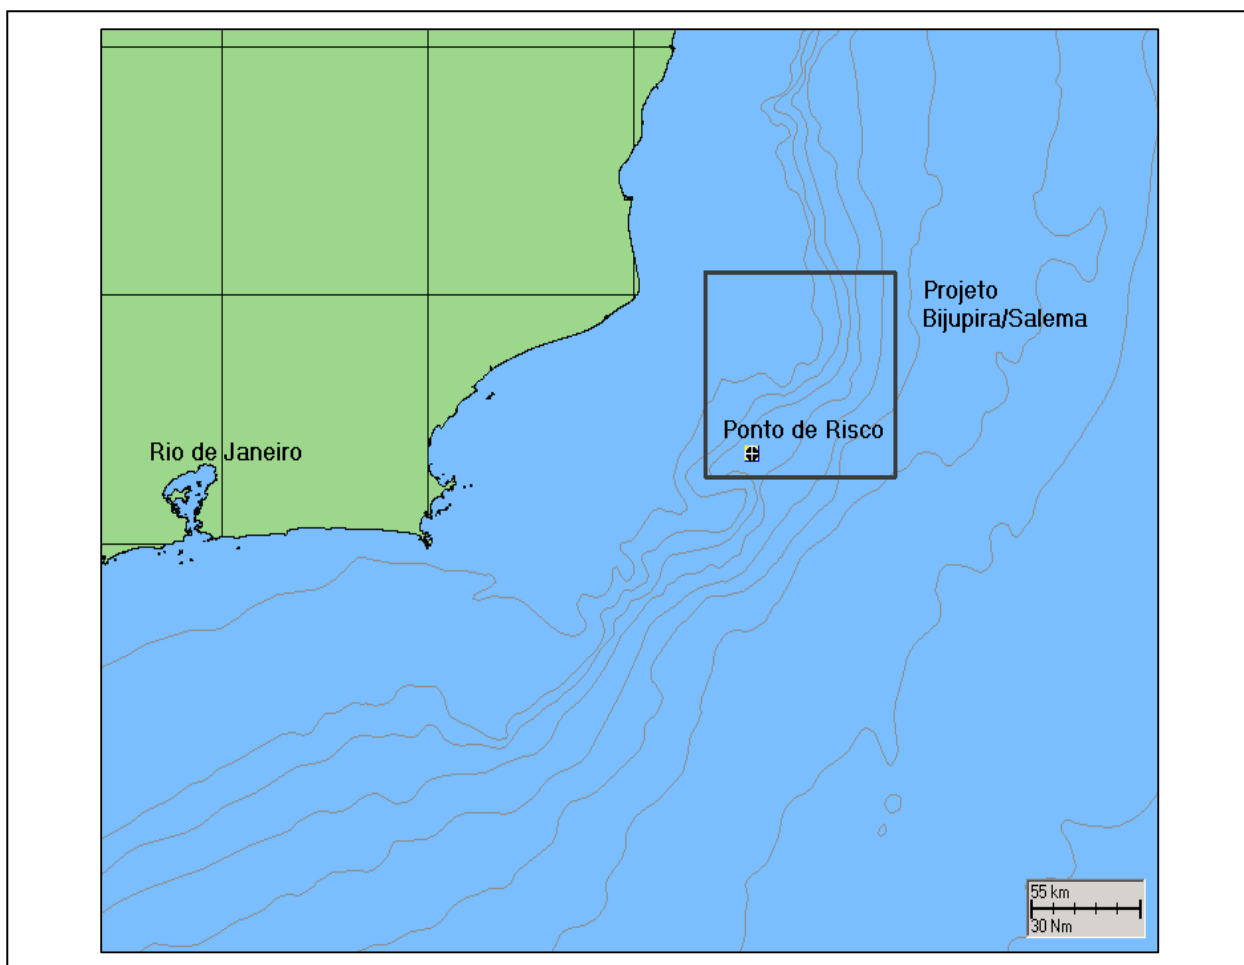 Projeto
Bijupira/Salema
Ponto de Risco
Rio de Janeiro
55 km
30 Nm